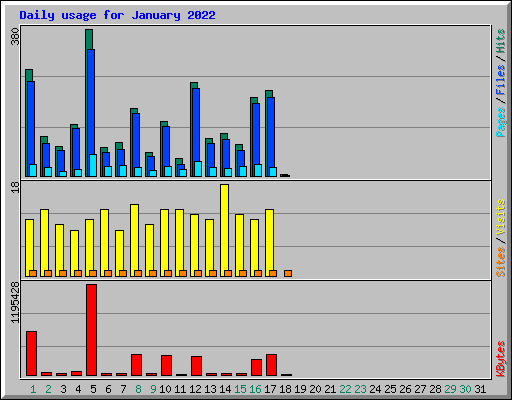 Daily usage for January 2022
380
Pages / Files / Hits
18
Sites / Visits
1195428
KBytes
1 2 3 4 5 6 7 8 9 10 11 12 13 14 15 16 17 18 19 20 21 22 23 24 25 26 27 28 29 30 31